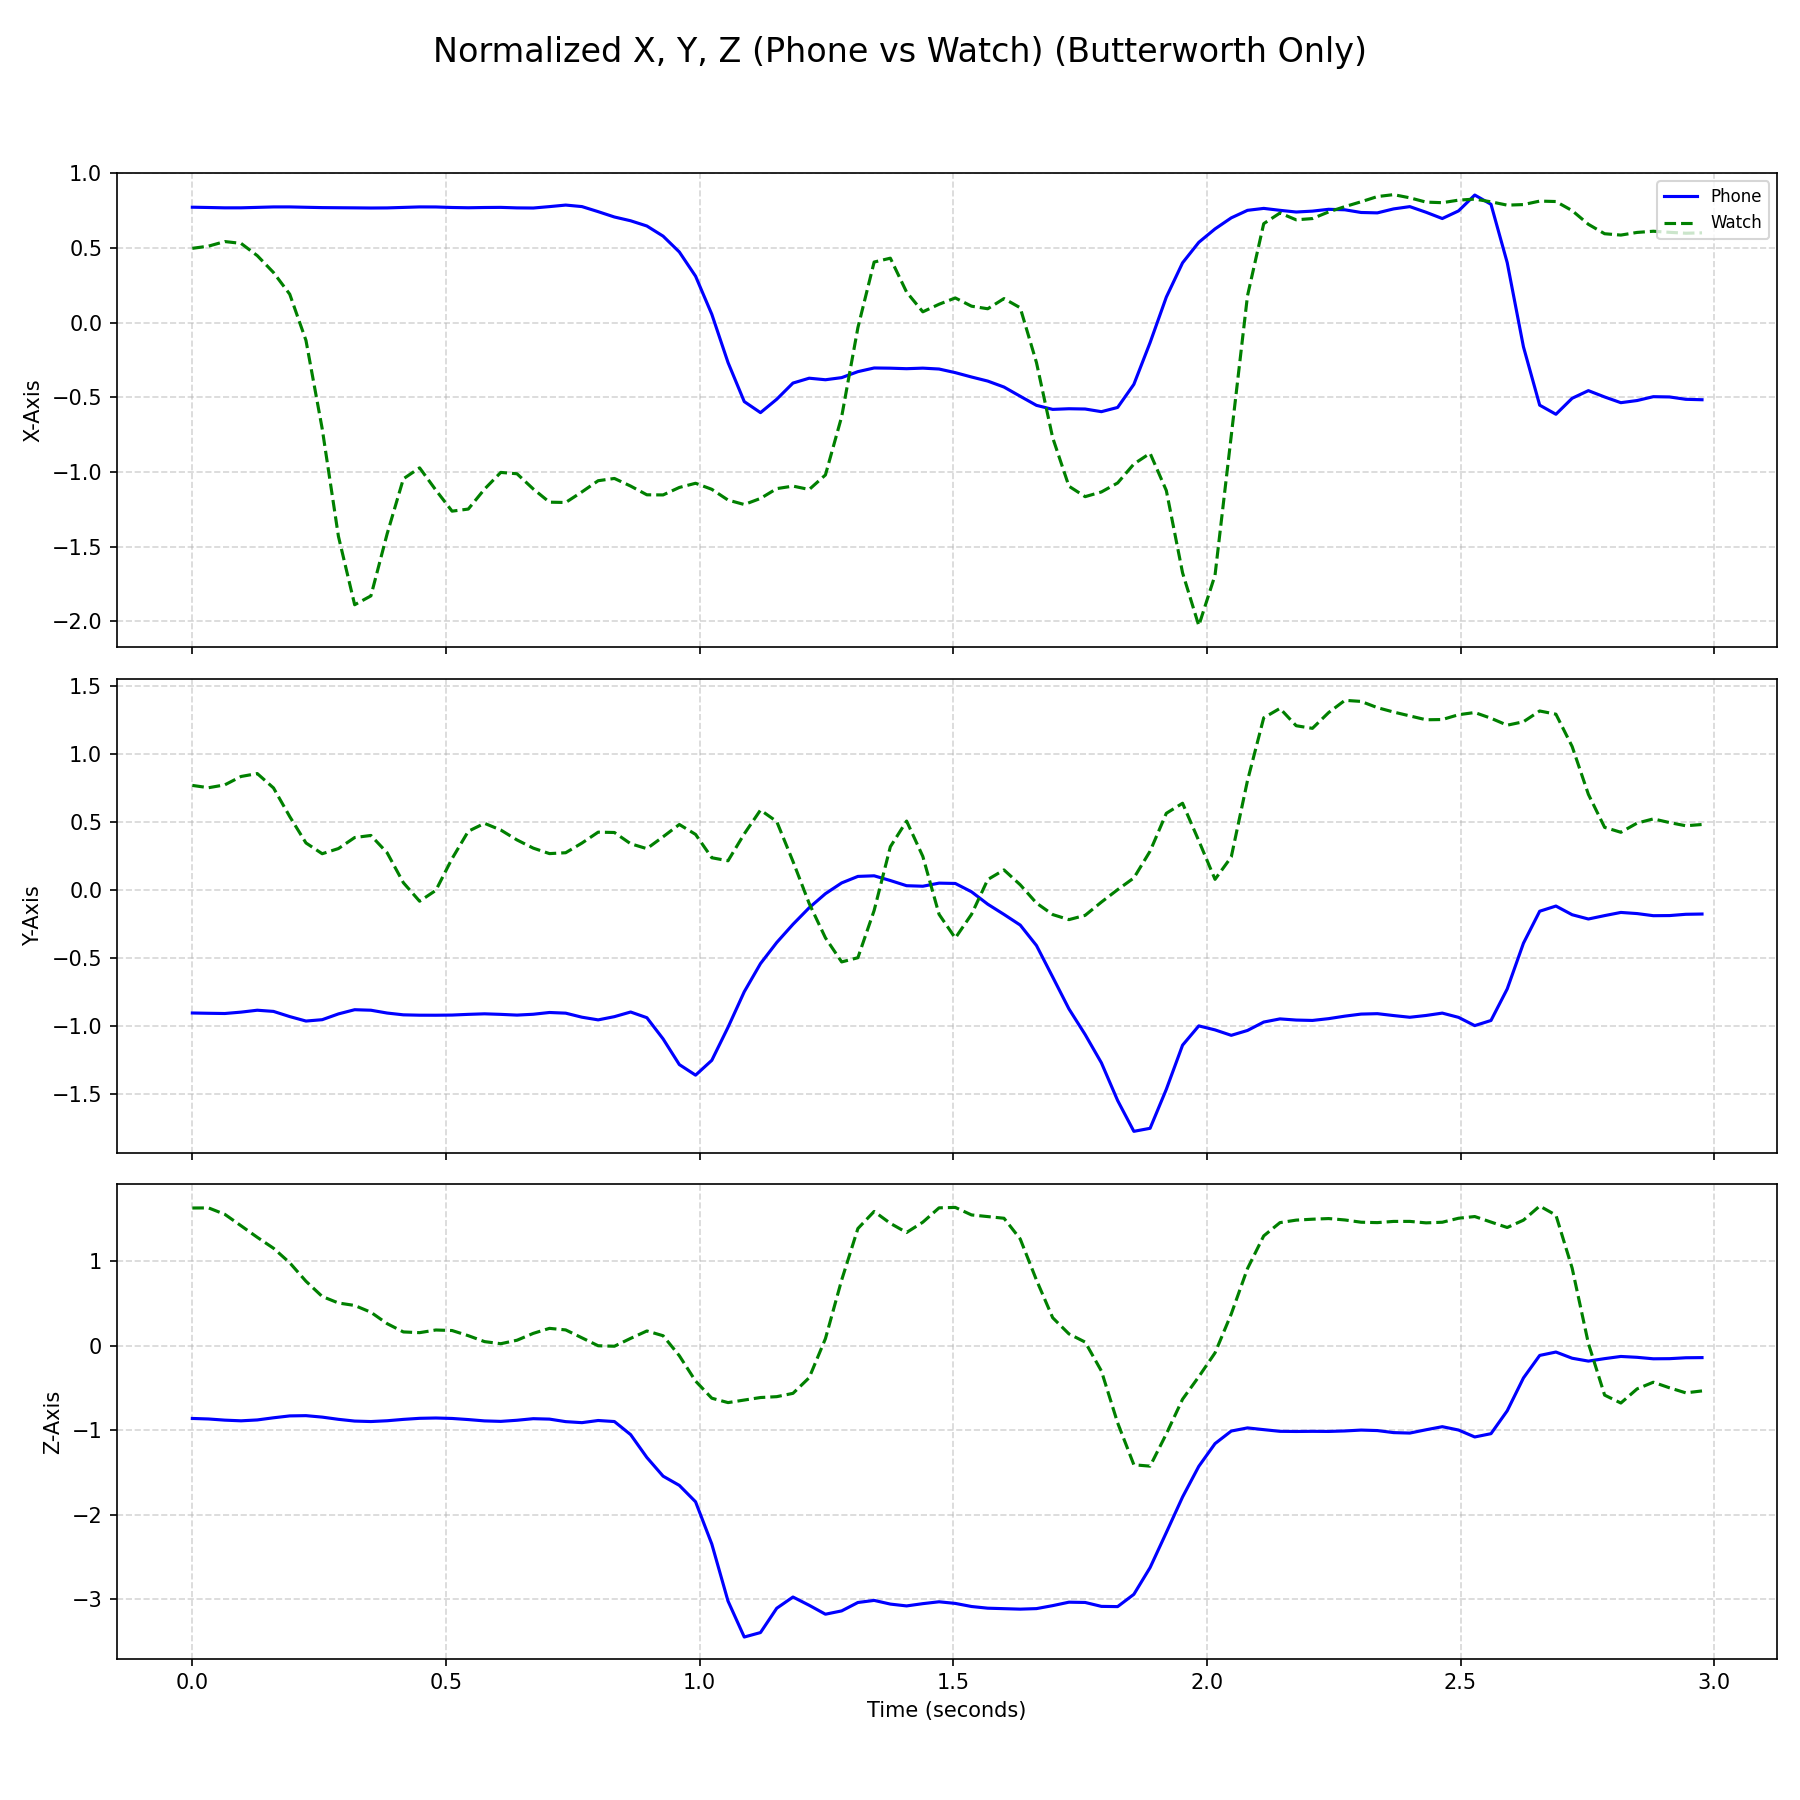 Normalized X, Y, Z (Phone vs Watch) (Butterworth Only)
Phone
Watch
X-Axis
1.0
0.5
0.0
−0.5
−1.0
−1.5
−2.0
Y-Axis
1.5
1.0
0.5
0.0
−0.5
−1.0
−1.5
Z-Axis
1
0
−1
−2
−3
0.0 0.5 1.0 1.5 2.0 2.5 3.0
Time (seconds)